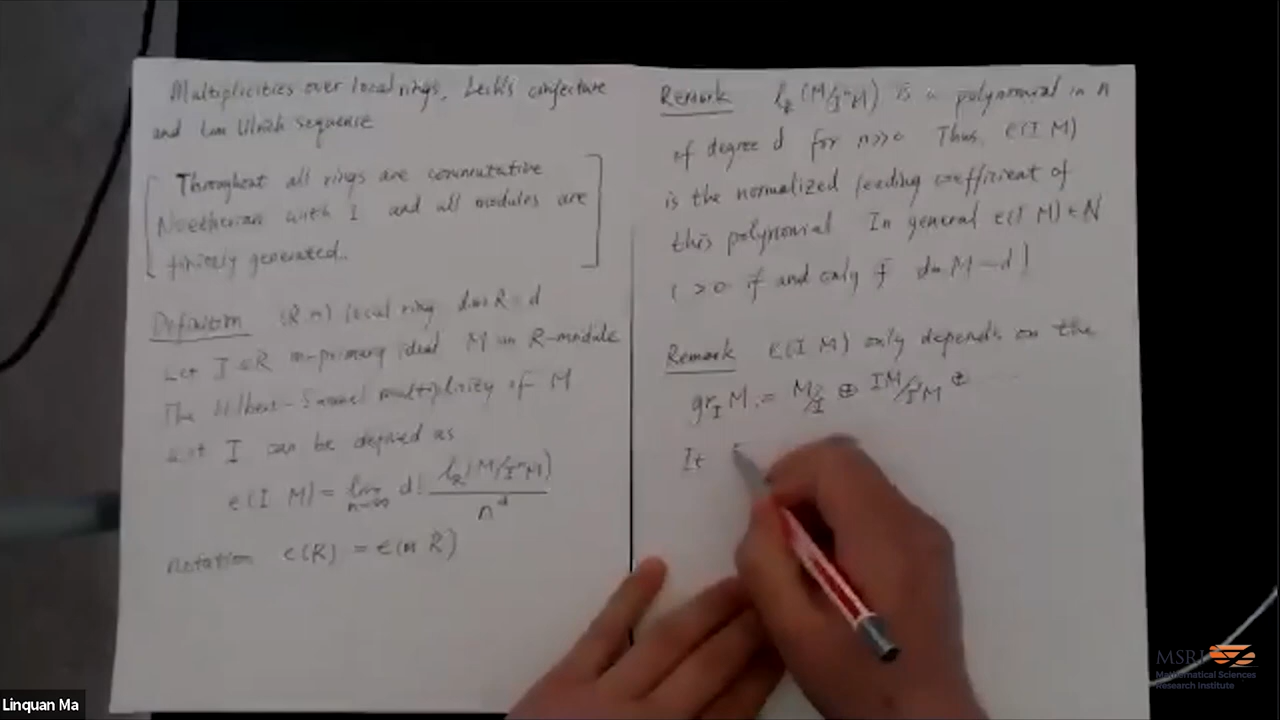 Multiplicities over local rings, Lech's conjecture
and Lim Ulrich sequence
[ Throughout all rings are commutative
Noetherian with 1 and all modules are
finitely generated. ]
Definition (R m) local ring dim R = d
Let I ⊂ R m-primary ideal M an R-module
The Hilbert-Samuel multiplicity of M
w.r.t I can be defined as
e(I M) = lim n→∞ d! l_R(M/I^nM) / n^d
Notation e(R) = e(m R)
Remark l_R(M/I^nM) is a polynomial in n
of degree d for n>>0 Thus, e(I M)
is the normalized leading coefficient of
this polynomial In general e(I M) ∈ N
( >0 if and only if dim M = d )
Remark e(I M) only depends on the
gr_I M = M/I ⊕ IM/I²M ⊕ ...
It
Linquan Ma
MSRI
Mathematical Sciences
Research Institute